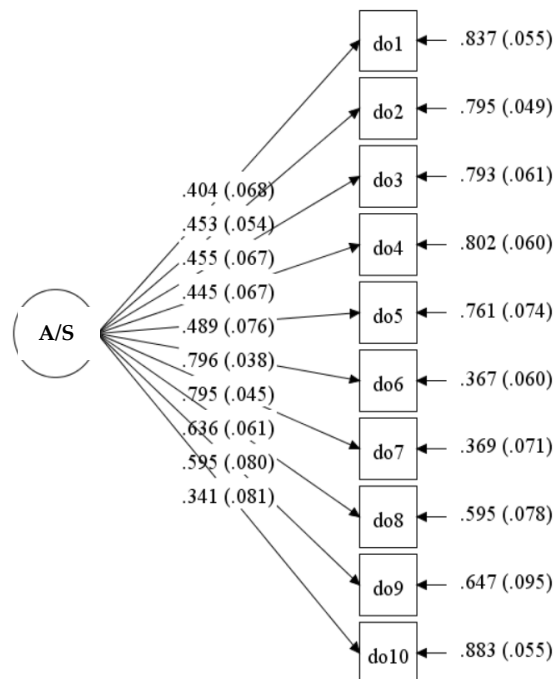 do1 .837 (.055)
do2 .795 (.049)
do3 .793 (.061)
.404 (.068)
.453 (.054)
do4 .802 (.060)
.455 (.067)
.445 (.067)
do5 .761 (.074)
A/S .489 (.076)
.796 (.038)
do6 .367 (.060)
.795 (.045)
.636 (.061)
do7 .369 (.071)
.595 (.080)
.341 (.081)
do8 .595 (.078)
do9 .647 (.095)
do10 .883 (.055)